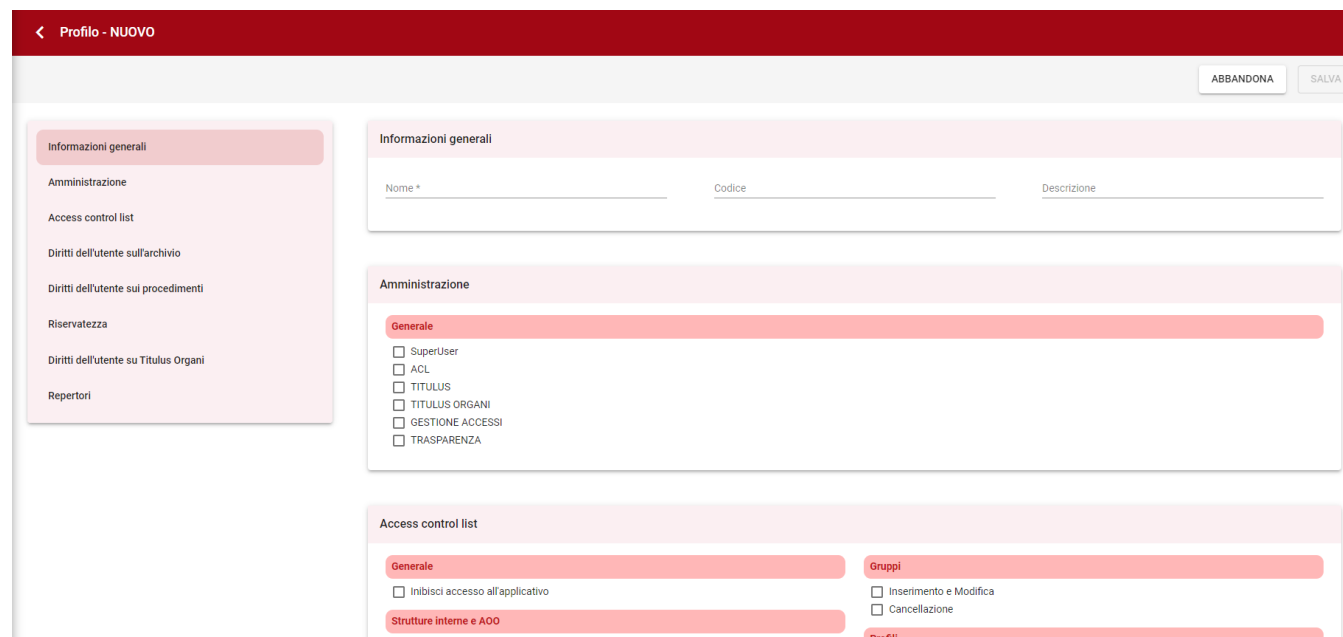 Profilo - NUOVO
ABBANDONA SALVA
Informazioni generali
Amministrazione
Access control list
Diritti dell'utente sull'archivio
Diritti dell'utente sui procedimenti
Riservatezza
Diritti dell'utente su Titulus Organi
Repertori
Informazioni generali
Nome * Codice Descrizione
Amministrazione
Generale
SuperUser
ACL
TITULUS
TITULUS ORGANI
GESTIONE ACCESSI
TRASPARENZA
Access control list
Generale
Inibisci accesso all'applicativo
Strutture interne e AOO
Gruppi
Inserimento e Modifica
Cancellazione
Profili